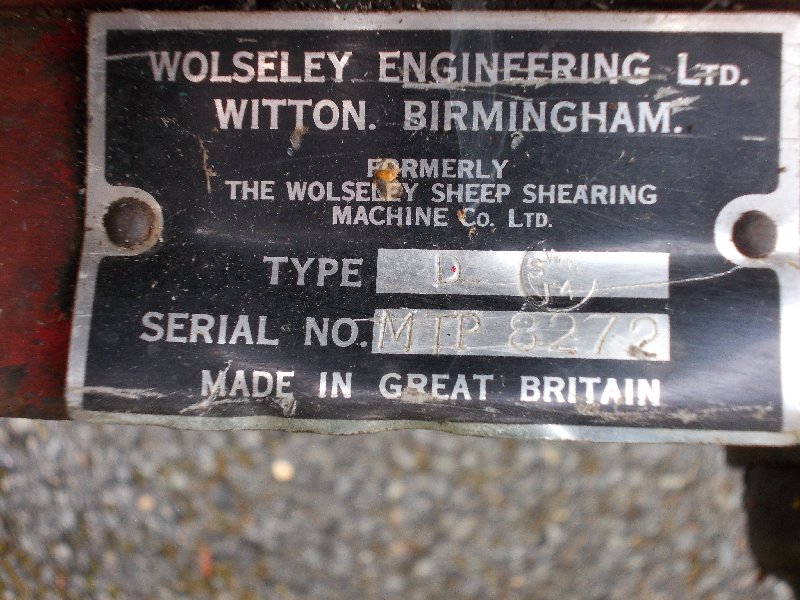 WOLSELEY ENGINEERING LTD.
WITTON. BIRMINGHAM.
FORMERLY
THE WOLSELEY SHEEP SHEARING
MACHINE CO. LTD.
TYPE D
SERIAL NO. MTP 8272
MADE IN GREAT BRITAIN